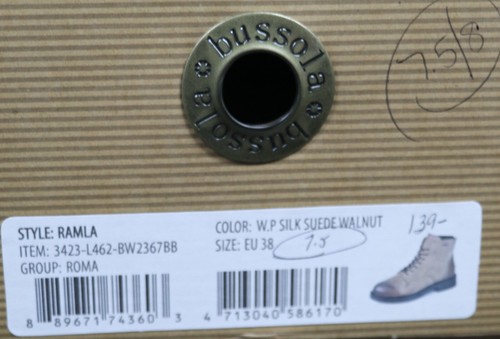 bussola * bussola *
7.5/8
STYLE: RAMLA
ITEM: 3423-L462-BW2367BB
GROUP: ROMA
COLOR: W.P SILK SUEDE WALNUT
SIZE: EU 38 7.5
139-
8 89671 74360 3
4 713040 586170